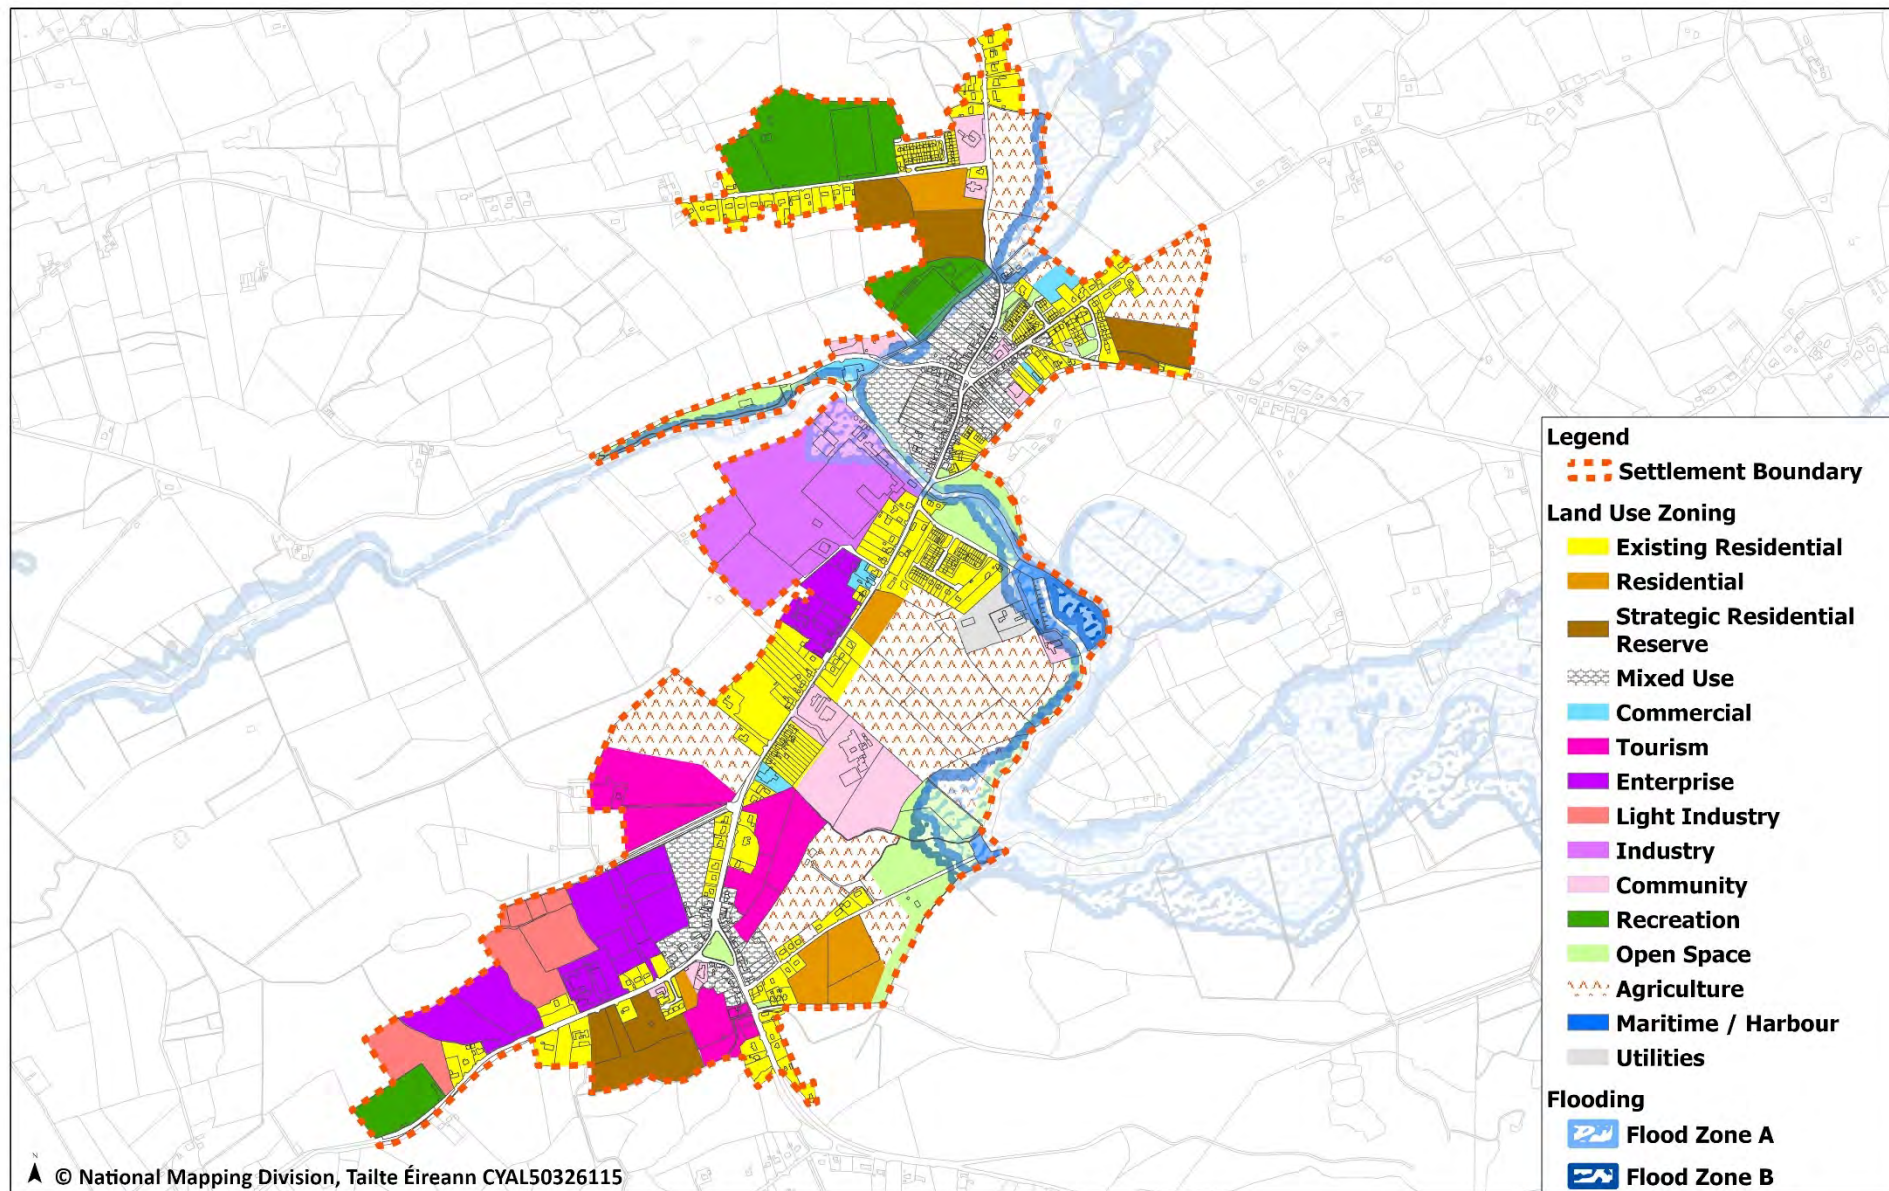 Legend
Settlement Boundary
Land Use Zoning
Existing Residential
Residential
Strategic Residential
Reserve
Mixed Use
Commercial
Tourism
Enterprise
Light Industry
Industry
Community
Recreation
Open Space
Agriculture
Maritime / Harbour
Utilities
Flooding
Flood Zone A
Flood Zone B
N
© National Mapping Division, Tailte Éireann CYAL50326115